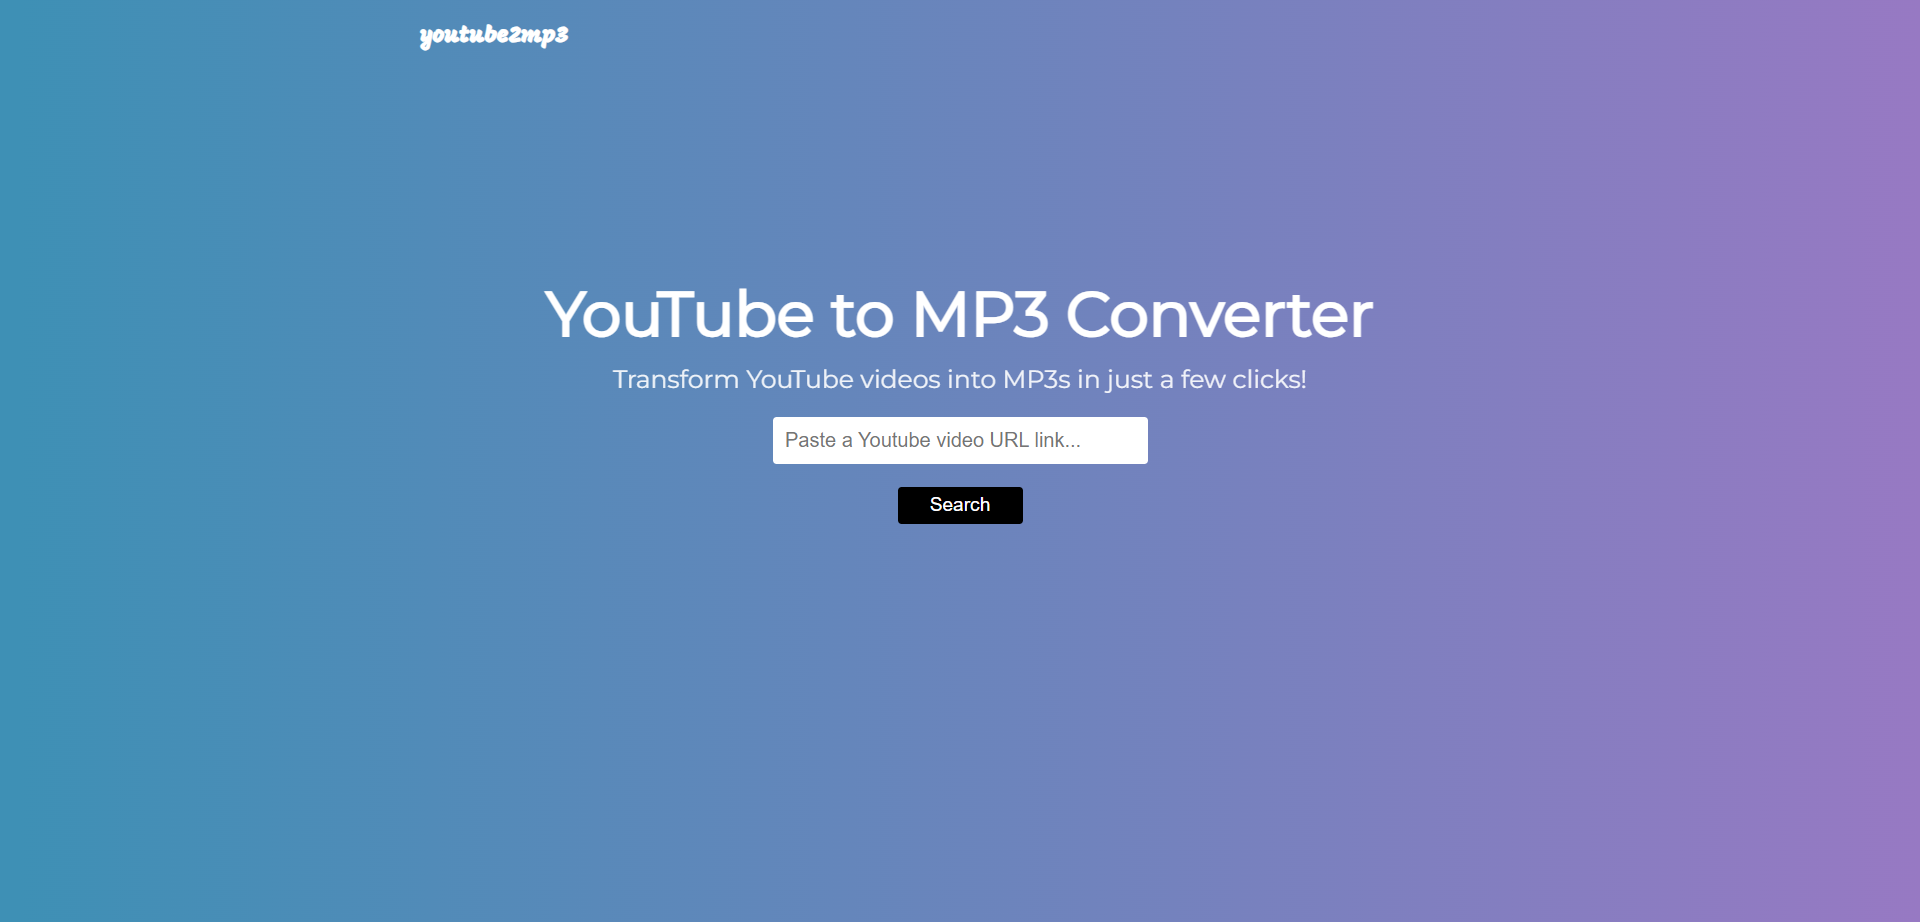 youtube2mp3
YouTube to MP3 Converter
Transform YouTube videos into MP3s in just a few clicks!
Paste a Youtube video URL link...
Search